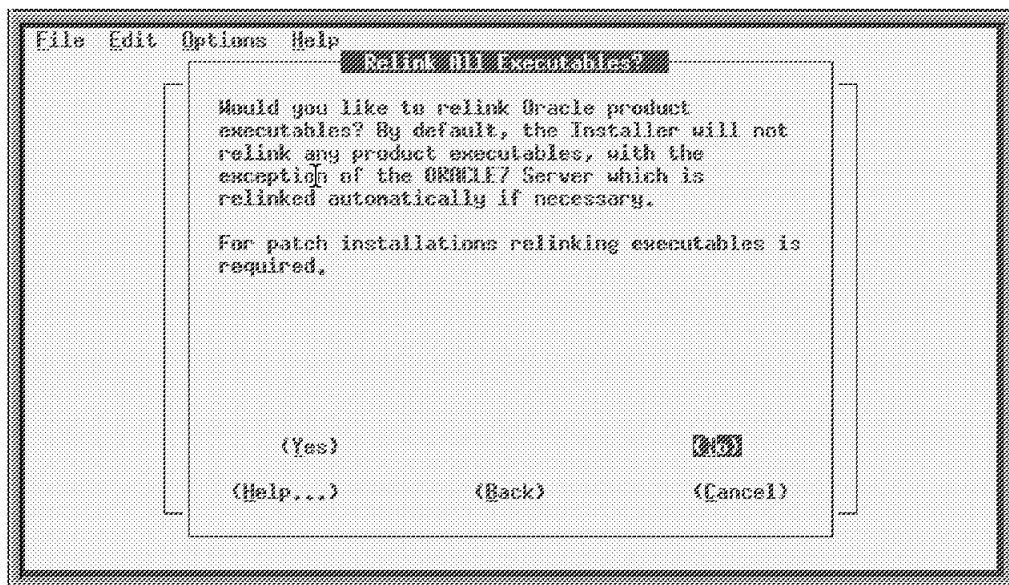 File Edit Options Help
Relink All Executables?
Would you like to relink Oracle product
executables? By default, the Installer will not
relink any product executables, with the
exception of the ORACLE7 Server which is
relinked automatically if necessary.
For patch installations relinking executables is
required.
(Yes) (No)
(Help...) (Back) (Cancel)